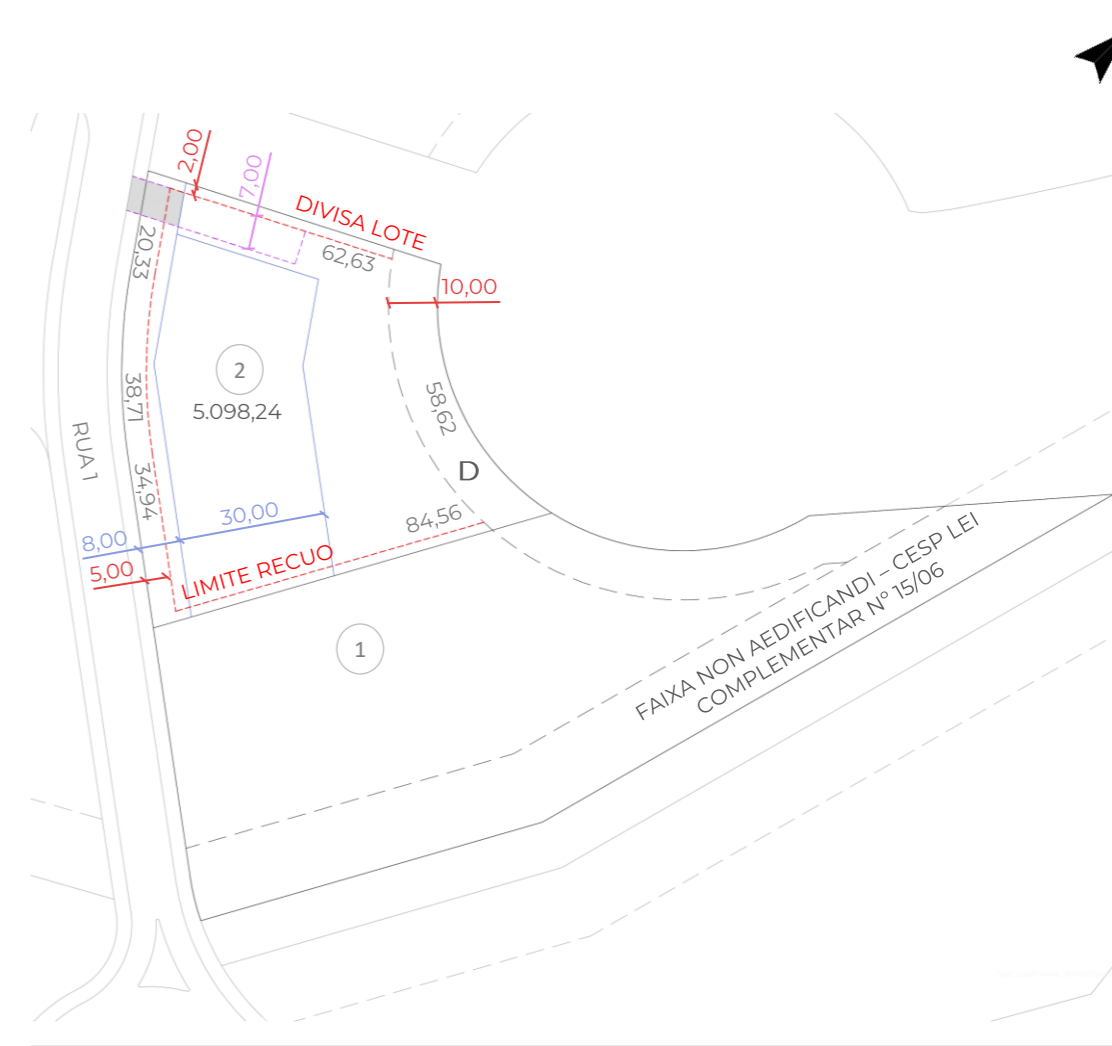 2,00
7,00
DIVISA LOTE
20,33
62,63
10,00
2
38,71
5.098,24
58,62
RUA 1
34,94
D
30,00
84,56
8,00
5,00
LIMITE RECUO
1
FAIXA NON AEDIFICANDI – CESP LEI
COMPLEMENTAR N° 15/06